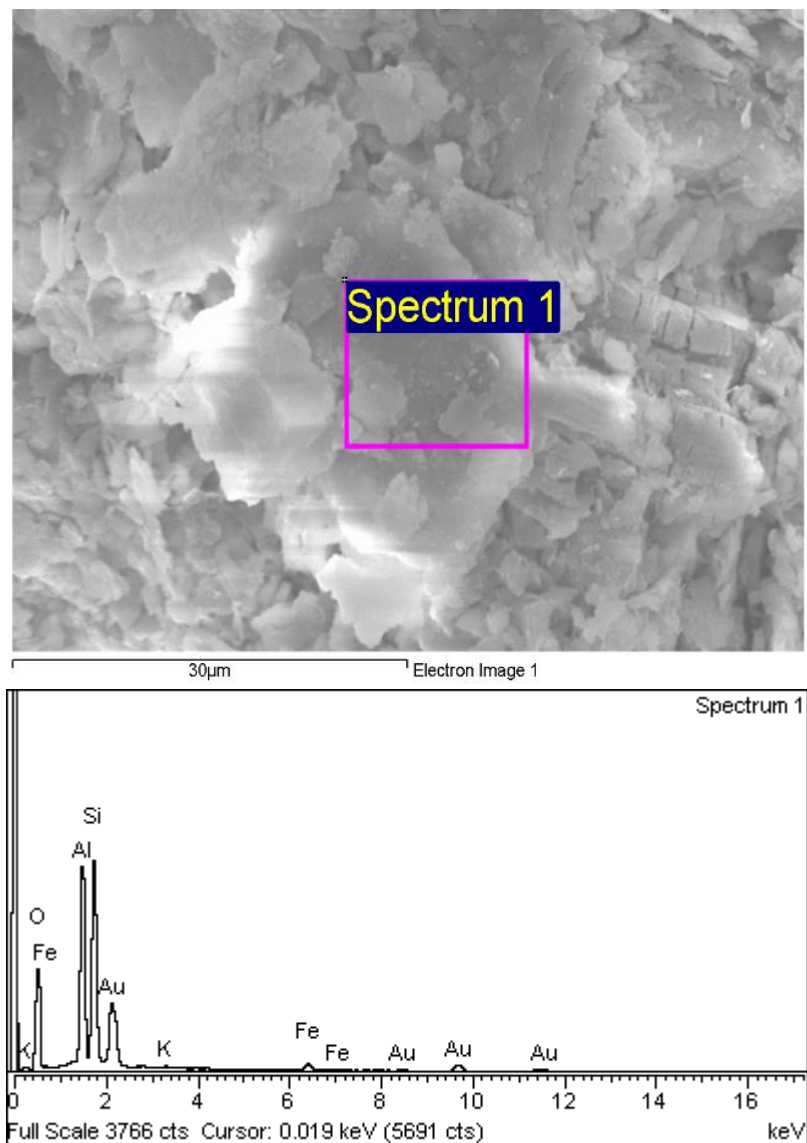 Spectrum 1
30µm Electron Image 1
Spectrum 1
Si
Al
O
Fe
Au
K K Fe Fe Au Au Au
0 2 4 6 8 10 12 14 16
Full Scale 3766 cts Cursor: 0.019 keV (5691 cts) keV